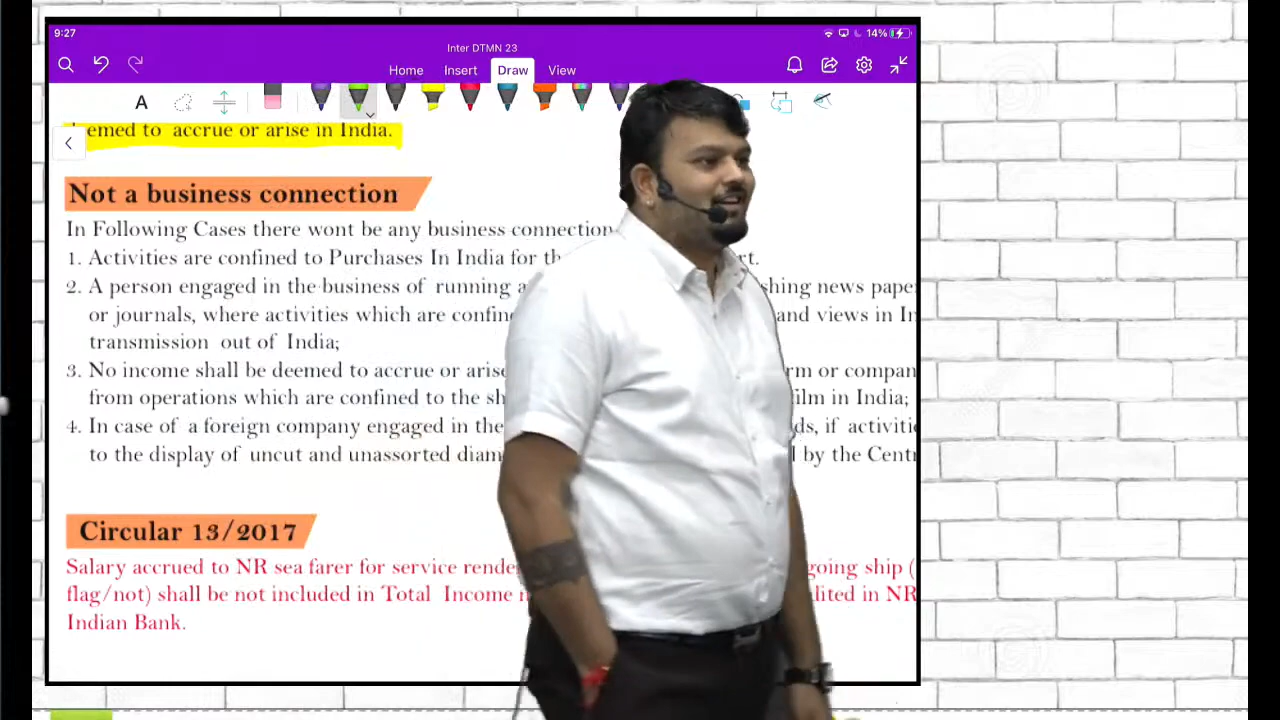 9:27
14%
Inter DTMN 23
Home Insert Draw View
A
emed to accrue or arise in India.
Not a business connection
In Following Cases there wont be any business connection
1. Activities are confined to Purchases In India for th rt.
2. A person engaged in the business of running a shing news pape
or journals, where activities which are confin and views in In
transmission out of India;
3. No income shall be deemed to accrue or arise rm or compan
from operations which are confined to the sh ilm in India;
4. In case of a foreign company engaged in the ds, if activitie
to the display of uncut and unassorted diam l by the Centr
Circular 13/2017
Salary accrued to NR sea farer for service rende going ship (
flag/not) shall be not included in Total Income dited in NR
Indian Bank.